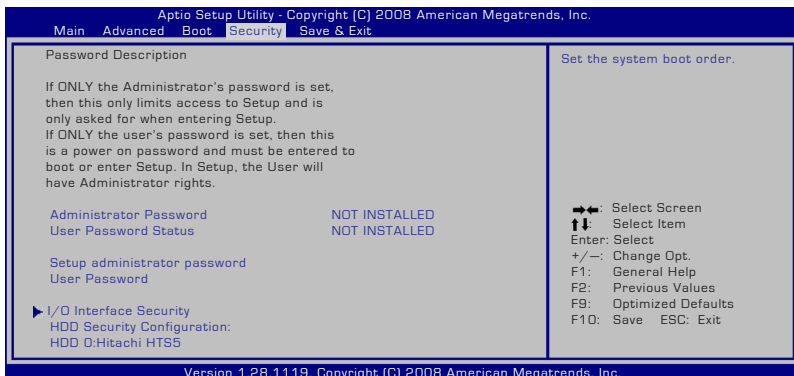 Aptio Setup Utility - Copyright (C) 2008 American Megatrends, Inc.
Main Advanced Boot Security Save & Exit
Password Description
If ONLY the Administrator's password is set,
then this only limits access to Setup and is
only asked for when entering Setup.
If ONLY the user's password is set, then this
is a power on password and must be entered to
boot or enter Setup. In Setup, the User will
have Administrator rights.
Administrator Password NOT INSTALLED
User Password Status NOT INSTALLED
Setup administrator password
User Password
I/O Interface Security
HDD Security Configuration:
HDD 0:Hitachi HTS5
Set the system boot order.
→←: Select Screen
↑↓: Select Item
Enter: Select
+/—: Change Opt.
F1: General Help
F2: Previous Values
F9: Optimized Defaults
F10: Save ESC: Exit
Version 1.28.1119. Copyright (C) 2008 American Megatrends, Inc.